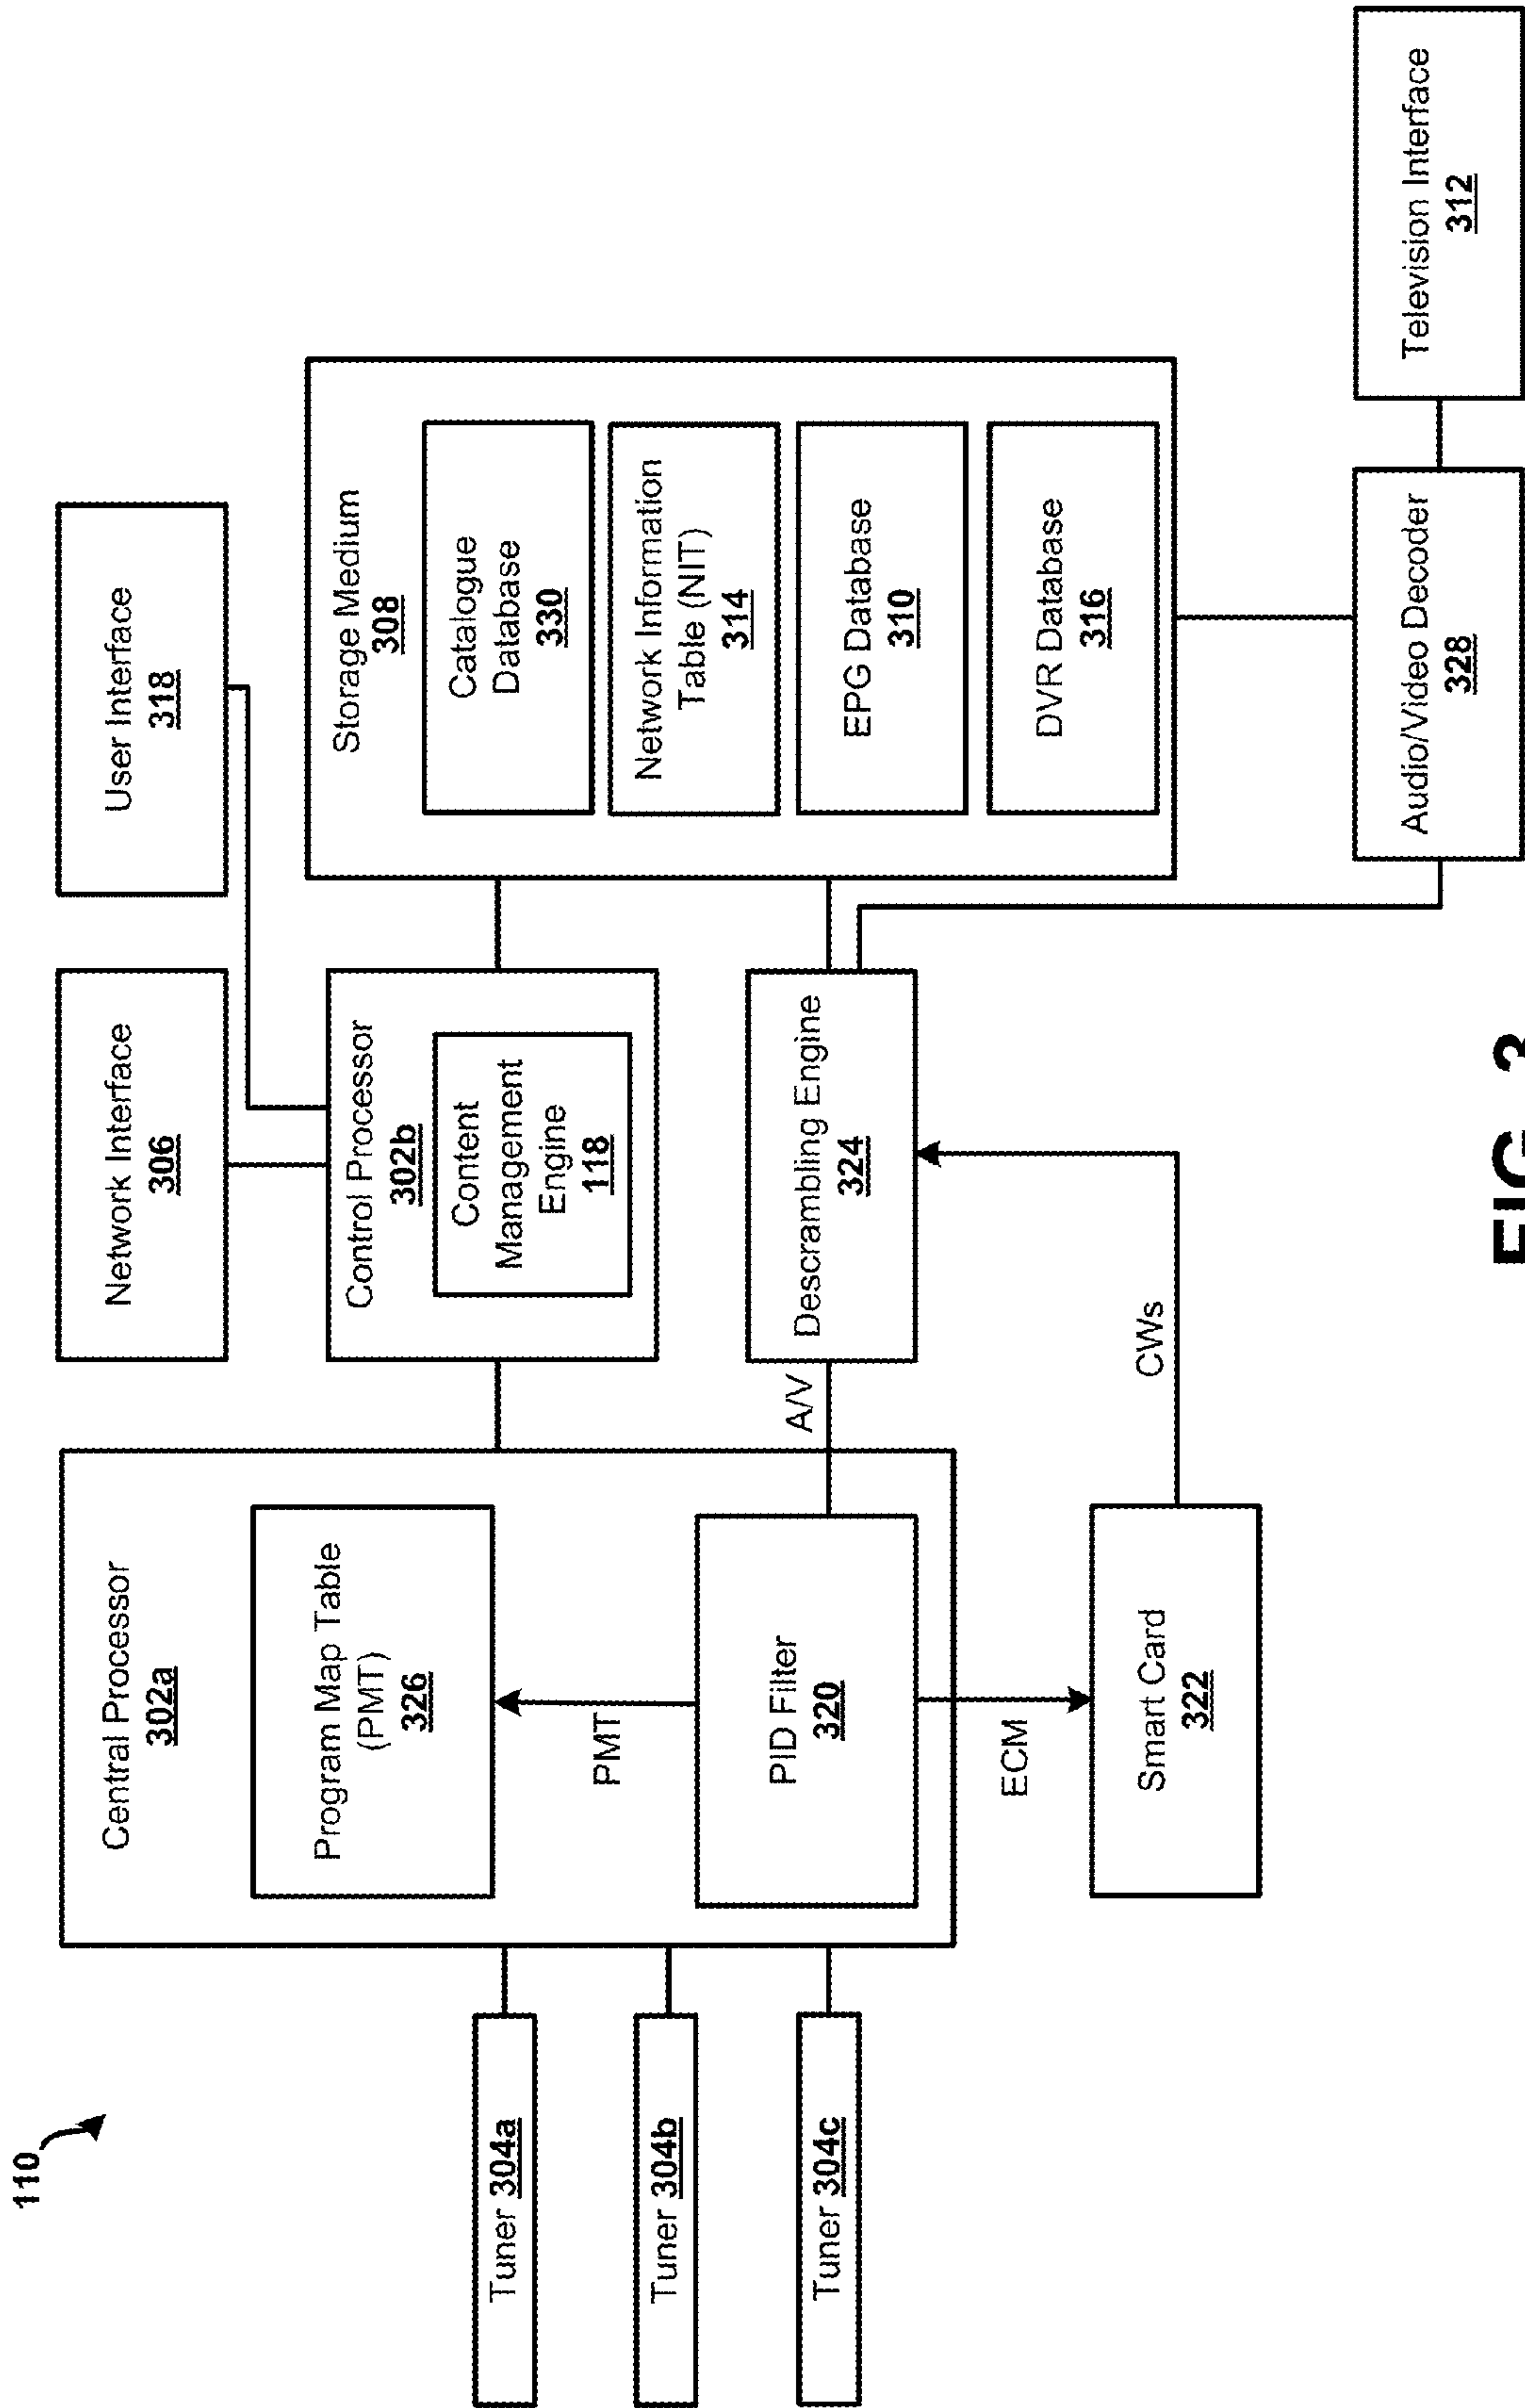 110
Tuner 304a
Tuner 304b
Tuner 304c
Central Processor
302a
Program Map Table
(PMT)
326
PMT
PID Filter
320
ECM
Smart Card
322
A/V
CWs
Network Interface
306
Control Processor
302b
Content
Management
Engine
118
Descrambling Engine
324
User Interface
318
Storage Medium
308
Catalogue
Database
330
Network Information
Table (NIT)
314
EPG Database
310
DVR Database
316
Audio/Video Decoder
328
Television Interface
312
FIG. 3